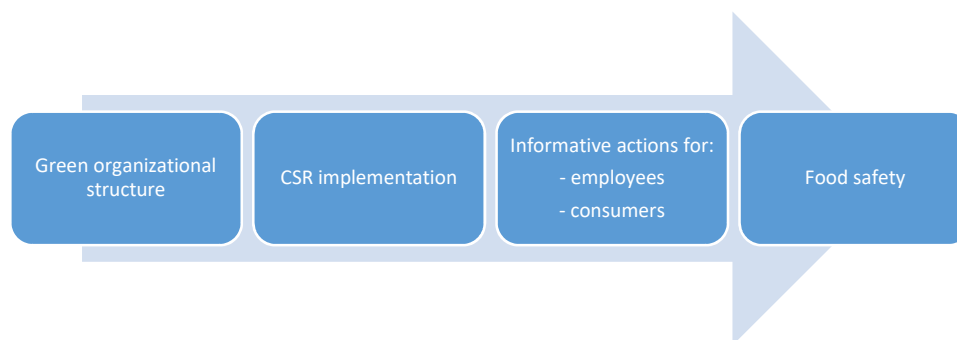 Green organizational
structure
CSR implementation
Informative actions for:
- employees
- consumers
Food safety